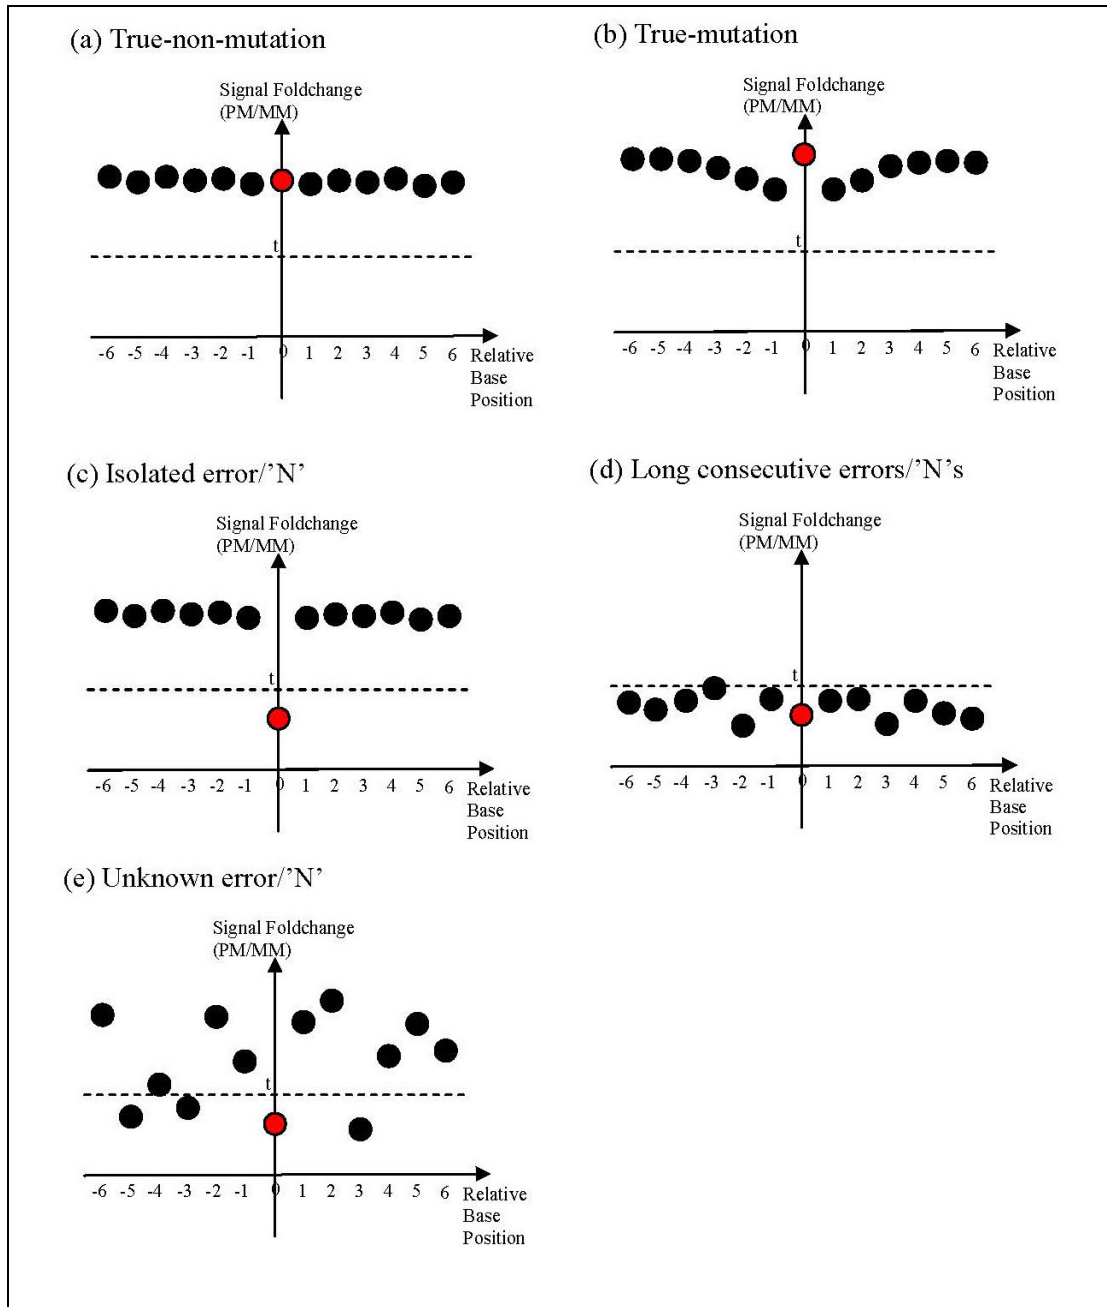 (a) True-non-mutation
Signal Foldchange
(PM/MM)
t
-6 -5 -4 -3 -2 -1 0 1 2 3 4 5 6 Relative
Base
Position
(b) True-mutation
Signal Foldchange
(PM/MM)
t
-6 -5 -4 -3 -2 -1 0 1 2 3 4 5 6 Relative
Base
Position
(c) Isolated error/’N’
Signal Foldchange
(PM/MM)
t
-6 -5 -4 -3 -2 -1 0 1 2 3 4 5 6 Relative
Base
Position
(d) Long consecutive errors/’N’s
Signal Foldchange
(PM/MM)
t
-6 -5 -4 -3 -2 -1 0 1 2 3 4 5 6 Relative
Base
Position
(e) Unknown error/’N’
Signal Foldchange
(PM/MM)
t
-6 -5 -4 -3 -2 -1 0 1 2 3 4 5 6 Relative
Base
Position